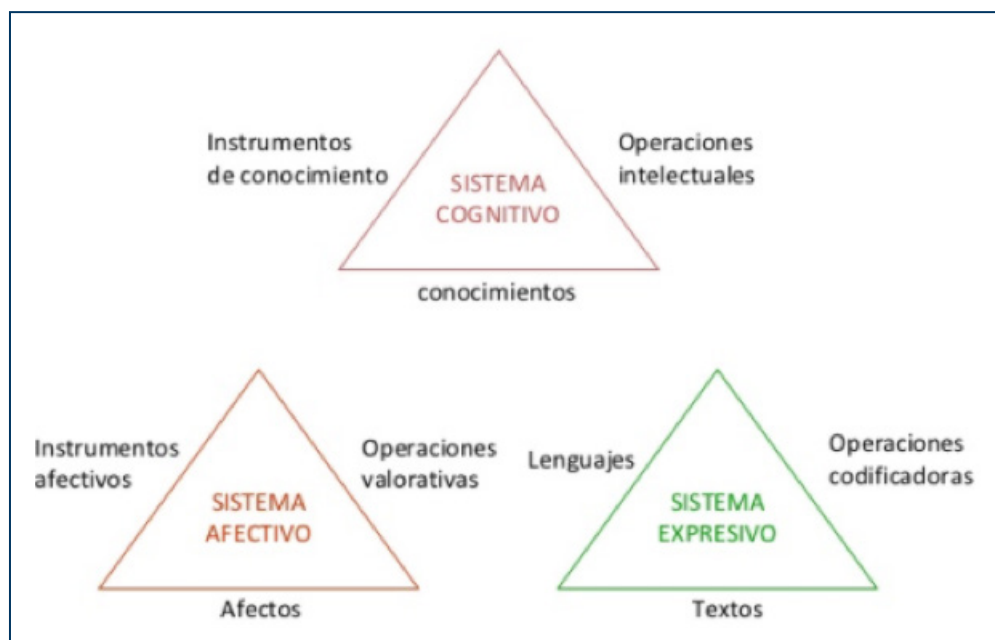 Instrumentos
de conocimiento
Operaciones
intelectuales
SISTEMA
COGNITIVO
conocimientos
Instrumentos
afectivos
Operaciones
valorativas
SISTEMA
AFECTIVO
Afectos
Lenguajes
Operaciones
codificadoras
SISTEMA
EXPRESIVO
Textos